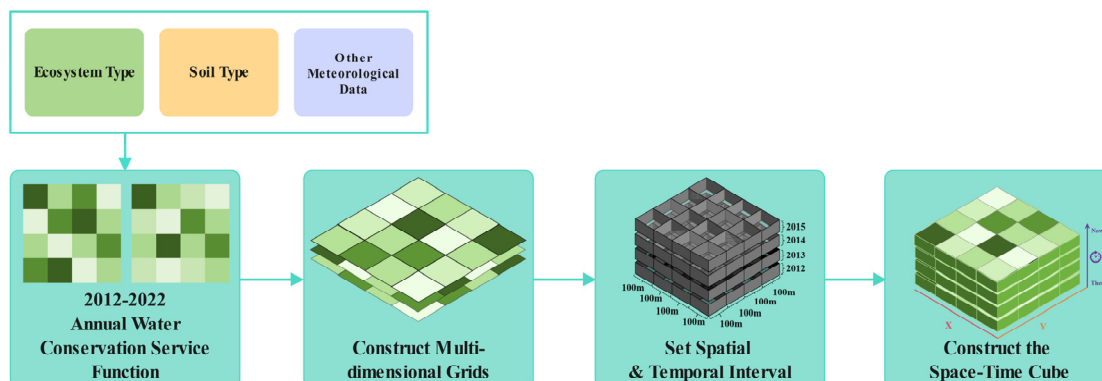 Ecosystem Type
Soil Type
Other
Meteorological
Data
2012-2022
Annual Water
Conservation Service
Function
Construct Multi-
dimensional Grids
2015
2014
2013
2012
100m
100m
100m
100m
100m
100m
100m
100m
Set Spatial
& Temporal Interval
X
Construct the
Space-Time Cube